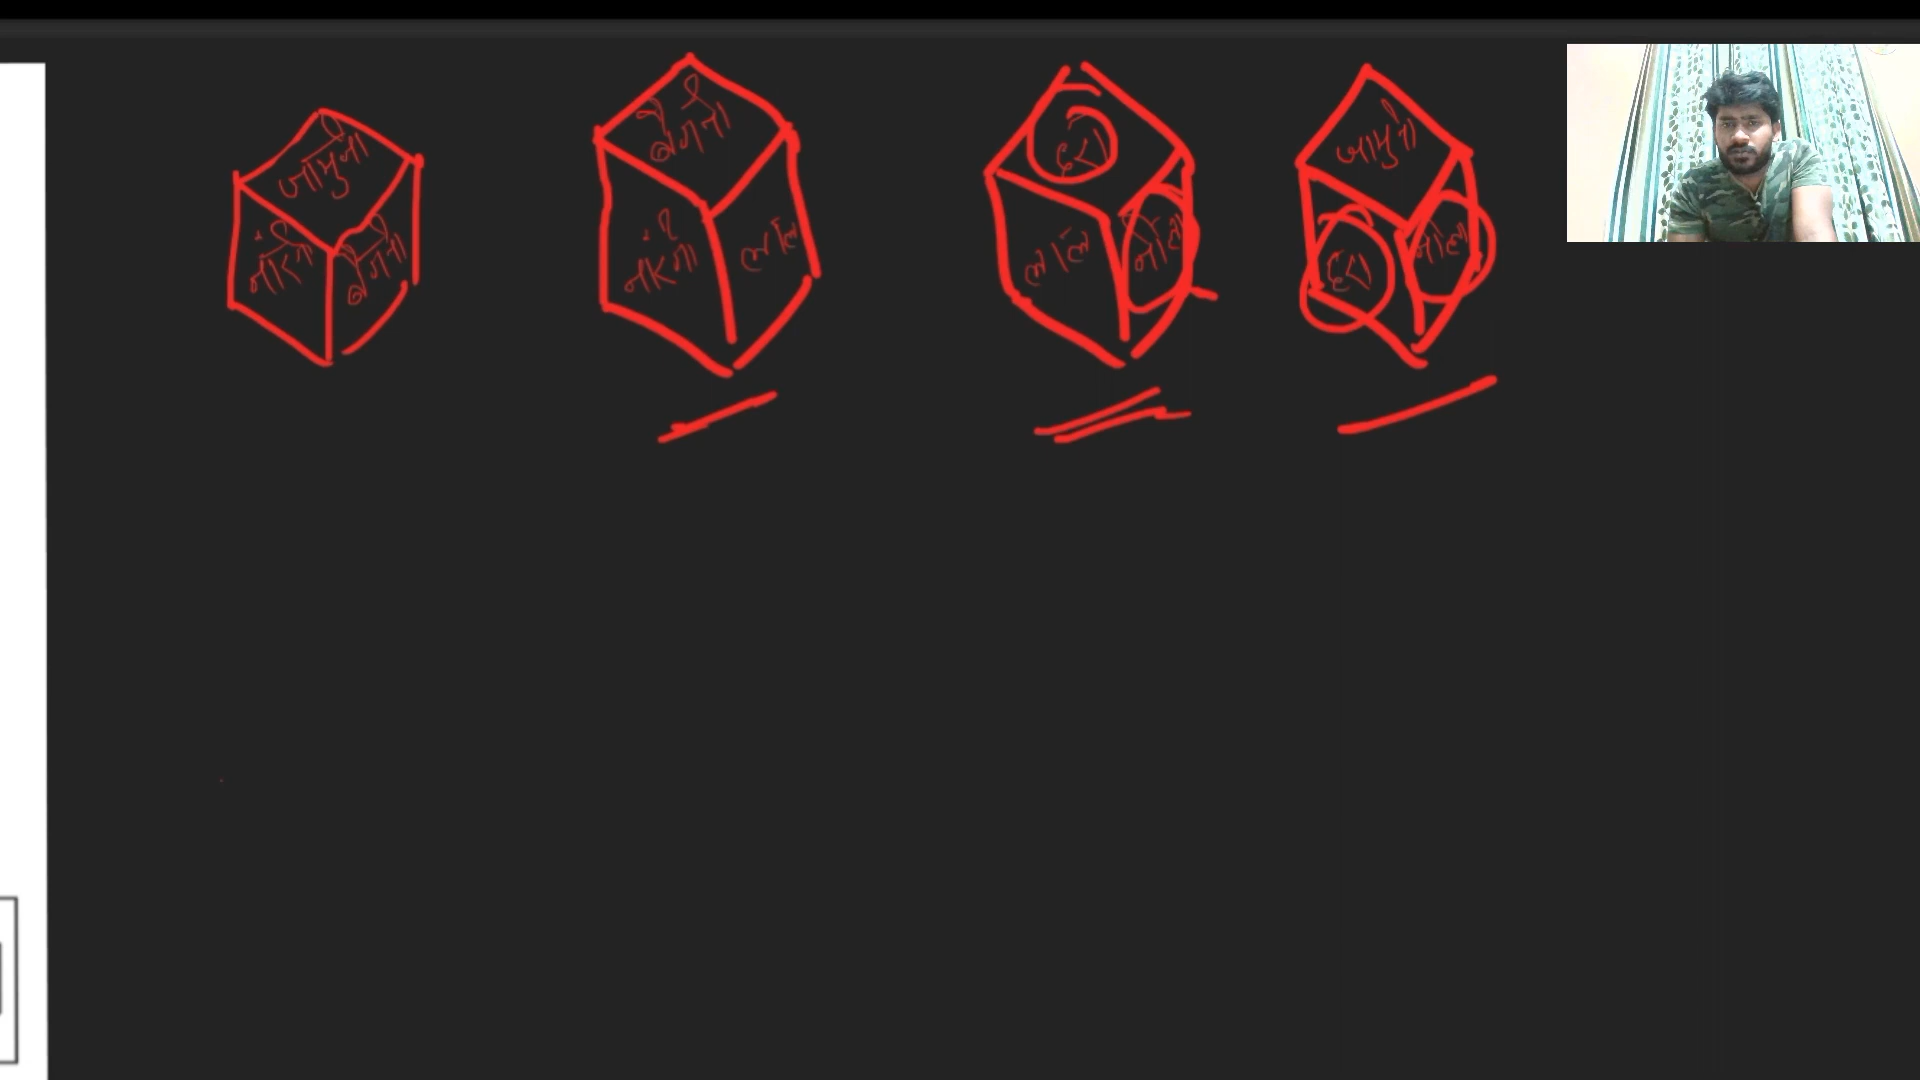 जामुनी
नारंगी
बैगनी
बैगनी
नारंगी
लाल
हरा
लाल
नीला
जामुनी
हरा
नीला